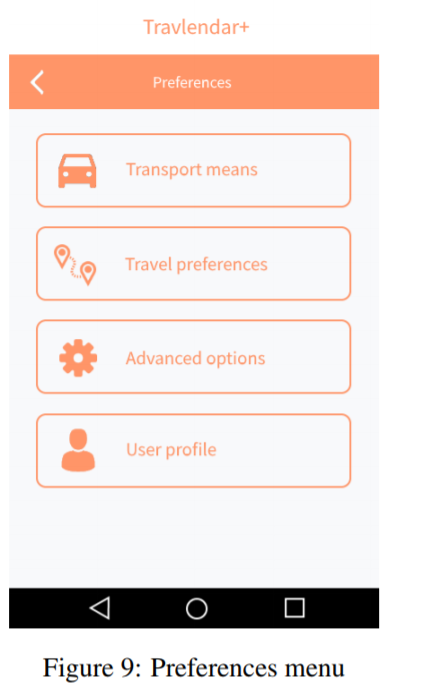 Travlendar+
Preferences
Transport means
Travel preferences
Advanced options
User profile
Figure 9: Preferences menu